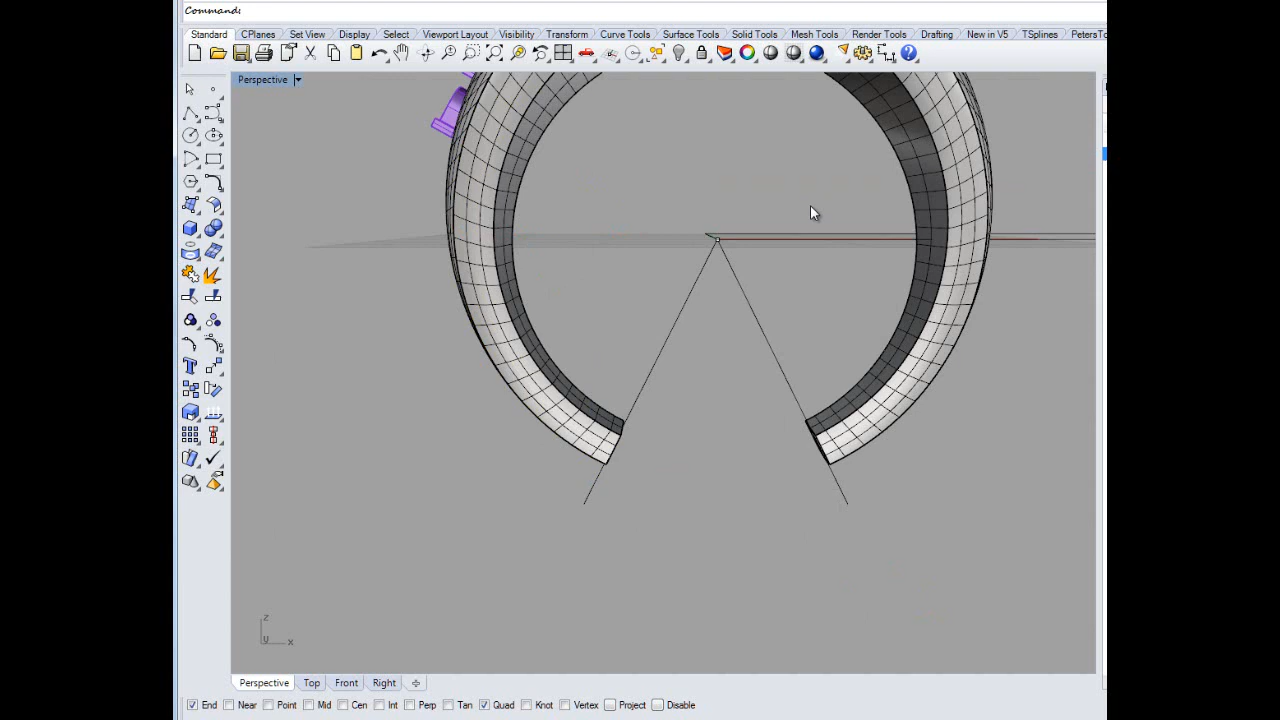 Command:
Standard CPlanes Set View Display Select Viewport Layout Visibility Transform Curve Tools Surface Tools Solid Tools Mesh Tools Render Tools Drafting New in V5 TSplines PetersTo
Perspective
z
y x
Perspective Top Front Right
End Near Point Mid Cen Int Perp Tan Quad Knot Vertex Project Disable